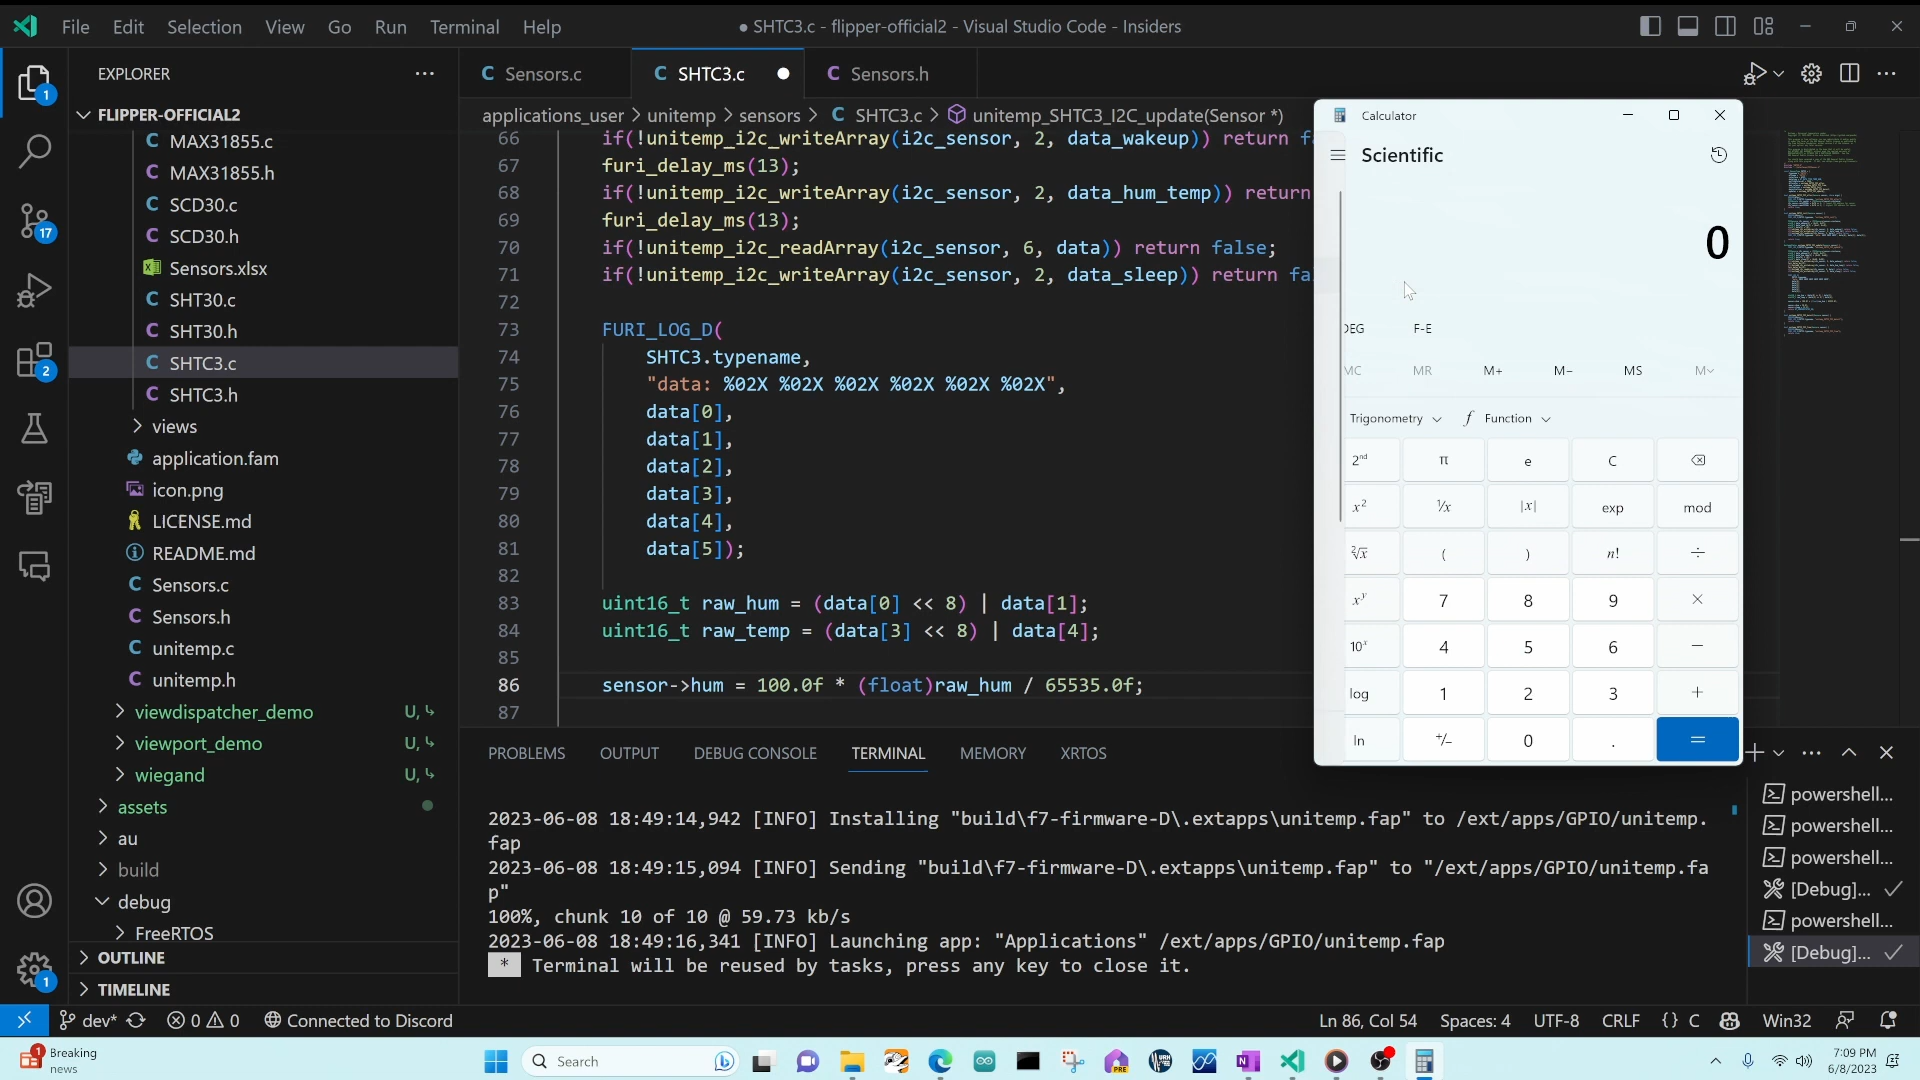 File Edit Selection View Go Run Terminal Help
● SHTC3.c - flipper-official2 - Visual Studio Code - Insiders
EXPLORER
FLIPPER-OFFICIAL2
MAX31855.c
MAX31855.h
SCD30.c
SCD30.h
Sensors.xlsx
SHT30.c
SHT30.h
SHTC3.c
SHTC3.h
views
application.fam
icon.png
LICENSE.md
README.md
Sensors.c
Sensors.h
unitemp.c
unitemp.h
viewdispatcher_demo U,
viewport_demo U,
wiegand U,
assets
au
build
debug
FreeRTOS
OUTLINE
TIMELINE
1
17
2
1
C Sensors.c C SHTC3.c C Sensors.h
applications_user > unitemp > sensors > C SHTC3.c > unitemp_SHTC3_I2C_update(Sensor *)
66 if(!unitemp_i2c_writeArray(i2c_sensor, 2, data_wakeup)) return f
67 furi_delay_ms(13);
68 if(!unitemp_i2c_writeArray(i2c_sensor, 2, data_hum_temp)) return
69 furi_delay_ms(13);
70 if(!unitemp_i2c_readArray(i2c_sensor, 6, data)) return false;
71 if(!unitemp_i2c_writeArray(i2c_sensor, 2, data_sleep)) return fa
72
73 FURI_LOG_D(
74 SHTC3.typename,
75 "data: %02X %02X %02X %02X %02X %02X",
76 data[0],
77 data[1],
78 data[2],
79 data[3],
80 data[4],
81 data[5]);
82
83 uint16_t raw_hum = (data[0] << 8) | data[1];
84 uint16_t raw_temp = (data[3] << 8) | data[4];
85
86 sensor->hum = 100.0f * (float)raw_hum / 65535.0f;
87
Calculator
Scientific
0
DEG F-E
MC MR M+ M− MS M
Trigonometry f Function
2nd π e C
x² ¹/x |x| exp mod
²√x ( ) n! ÷
xʸ 7 8 9 ×
10ˣ 4 5 6 −
log 1 2 3 +
ln +/− 0 . =
PROBLEMS OUTPUT DEBUG CONSOLE TERMINAL MEMORY XRTOS
2023-06-08 18:49:14,942 [INFO] Installing "build\f7-firmware-D\.extapps\unitemp.fap" to /ext/apps/GPIO/unitemp.
fap
2023-06-08 18:49:15,094 [INFO] Sending "build\f7-firmware-D\.extapps\unitemp.fap" to "/ext/apps/GPIO/unitemp.fa
p"
100%, chunk 10 of 10 @ 59.73 kb/s
2023-06-08 18:49:16,341 [INFO] Launching app: "Applications" /ext/apps/GPIO/unitemp.fap
* Terminal will be reused by tasks, press any key to close it.
powershell...
powershell...
powershell...
[Debug]...
powershell...
[Debug]...
dev* 0 0 Connected to Discord
Ln 86, Col 54 Spaces: 4 UTF-8 CRLF {} C Win32
1 Breaking
news
Search
PRE
7:09 PM
6/8/2023